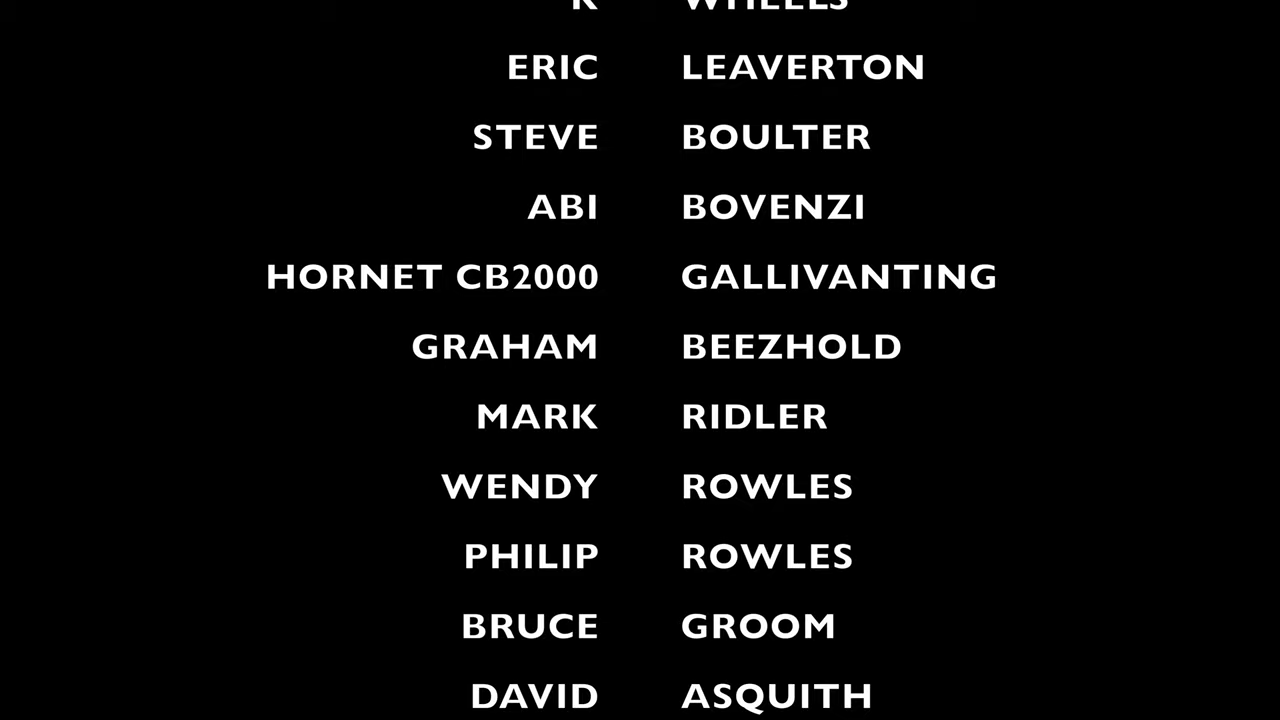 K WHEELS
ERIC LEAVERTON
STEVE BOULTER
ABI BOVENZI
HORNET CB2000 GALLIVANTING
GRAHAM BEEZHOLD
MARK RIDLER
WENDY ROWLES
PHILIP ROWLES
BRUCE GROOM
DAVID ASQUITH